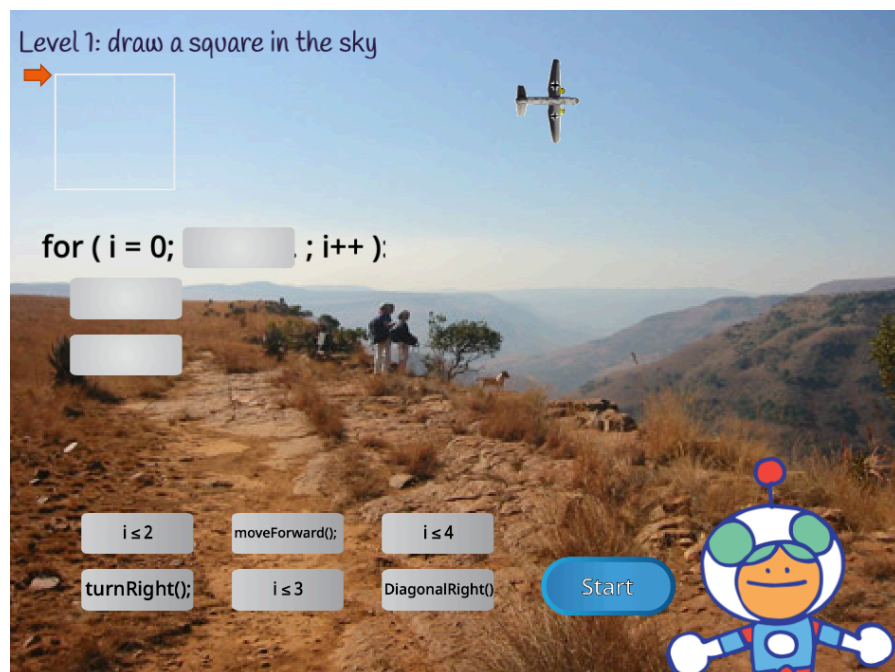 Level 1: draw a square in the sky
for ( i = 0; ; i++ ):
i ≤ 2 moveForward(); i ≤ 4
turnRight(); i ≤ 3 DiagonalRight()
Start